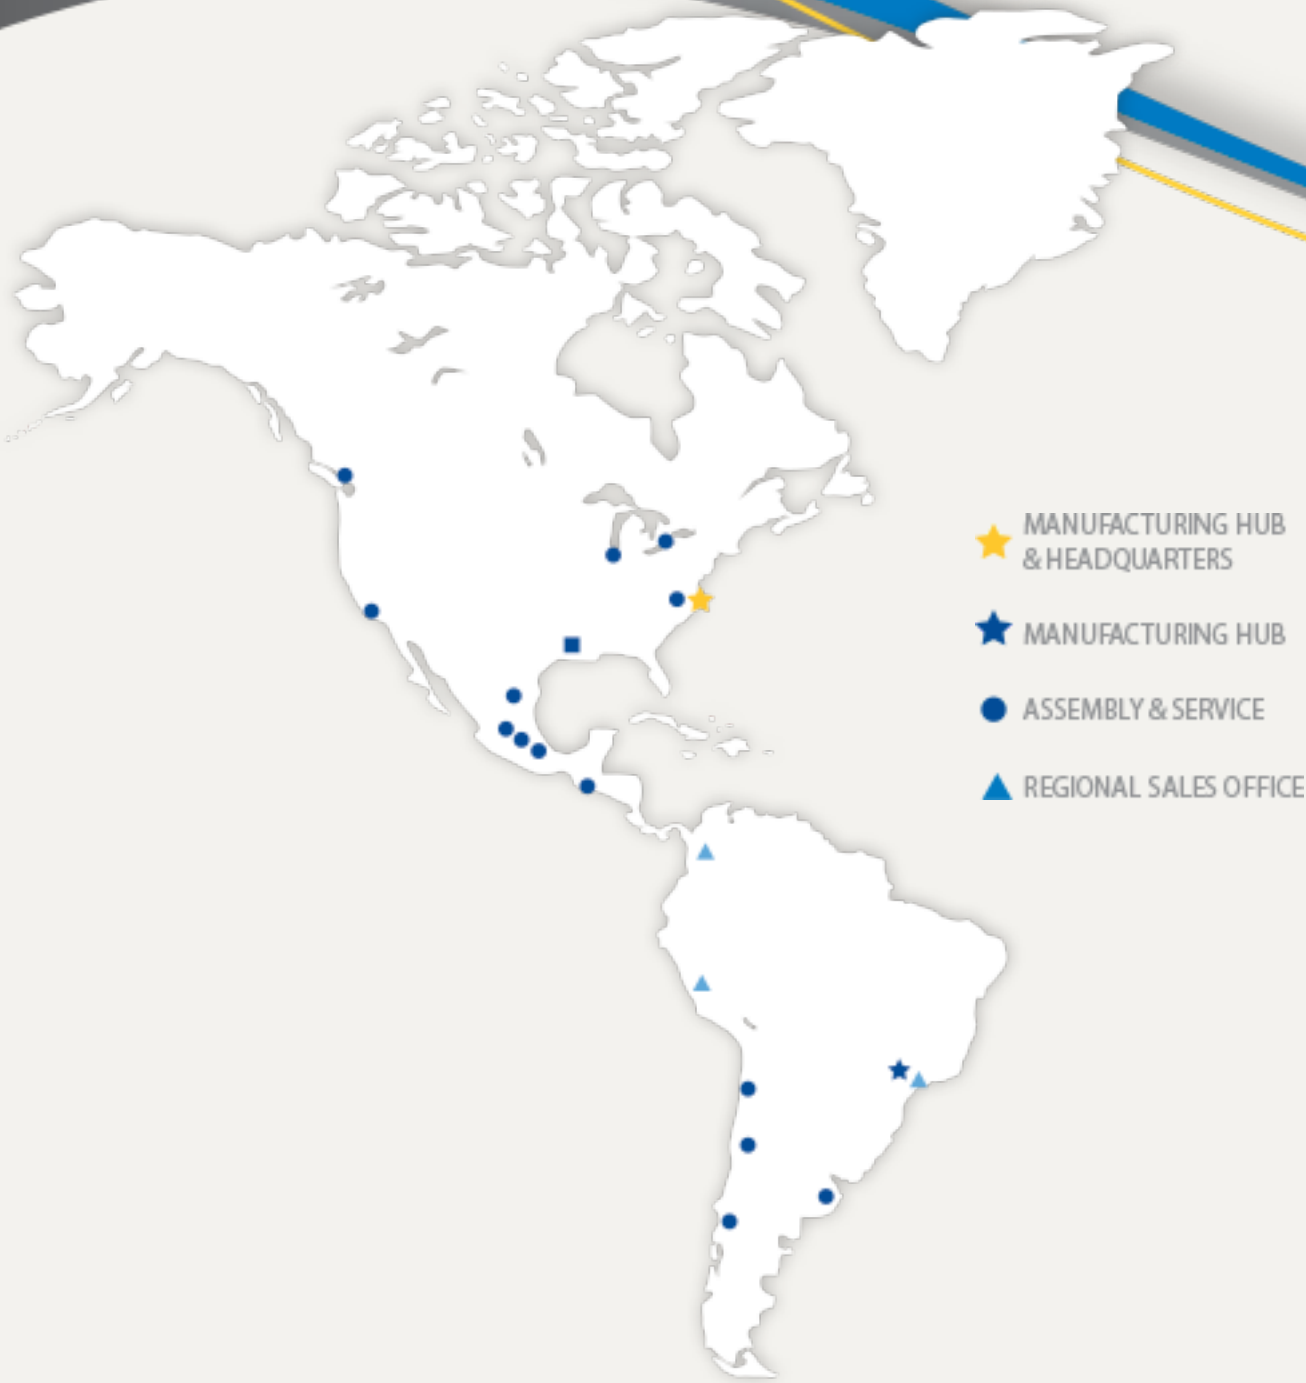 MANUFACTURING HUB
& HEADQUARTERS
MANUFACTURING HUB
ASSEMBLY & SERVICE
REGIONAL SALES OFFICE